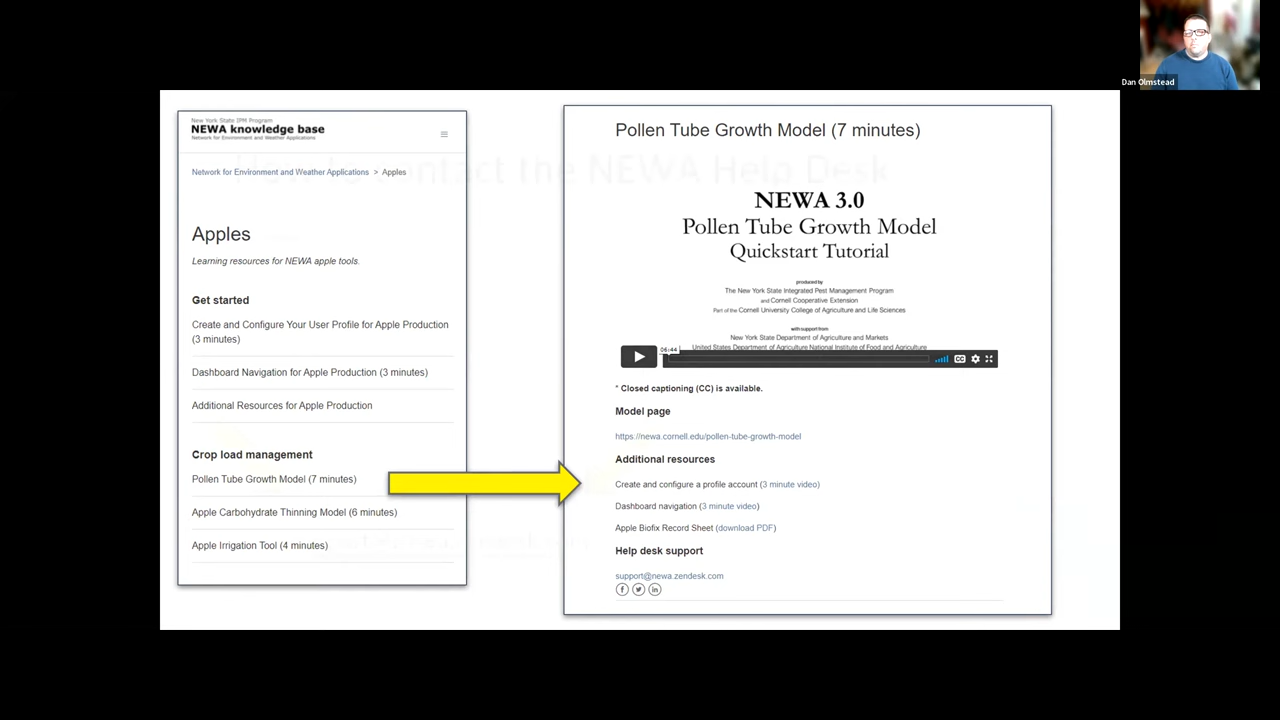 Dan Olmstead
How to contact the NEWA Help Desk
New York State IPM Program
NEWA knowledge base
Network for Environment and Weather Applications
Network for Environment and Weather Applications > Apples
Apples
Learning resources for NEWA apple tools.
Get started
Create and Configure Your User Profile for Apple Production
(3 minutes)
Dashboard Navigation for Apple Production (3 minutes)
Additional Resources for Apple Production
Crop load management
Pollen Tube Growth Model (7 minutes)
Apple Carbohydrate Thinning Model (6 minutes)
Apple Irrigation Tool (4 minutes)
Pollen Tube Growth Model (7 minutes)
NEWA 3.0
Pollen Tube Growth Model
Quickstart Tutorial
produced by
The New York State Integrated Pest Management Program
and Cornell Cooperative Extension
Part of the Cornell University College of Agriculture and Life Sciences
with support from
New York State Department of Agriculture and Markets
United States Department of Agriculture National Institute of Food and Agriculture
06:44
CC
* Closed captioning (CC) is available.
Model page
https://newa.cornell.edu/pollen-tube-growth-model
Additional resources
Create and configure a profile account (3 minute video)
Dashboard navigation (3 minute video)
Apple Biofix Record Sheet (download PDF)
Help desk support
support@newa.zendesk.com